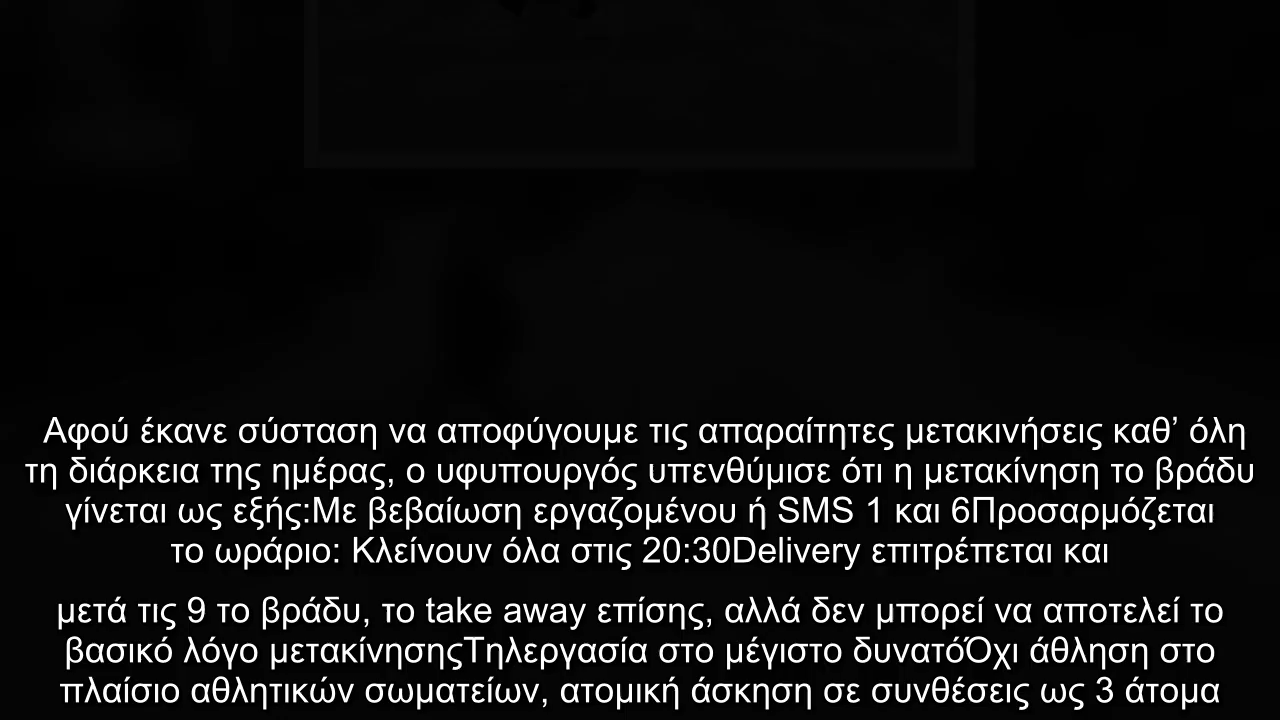 Αφού έκανε σύσταση να αποφύγουμε τις απαραίτητες μετακινήσεις καθ’ όλη
τη διάρκεια της ημέρας, ο υφυπουργός υπενθύμισε ότι η μετακίνηση το βράδυ
γίνεται ως εξής:Με βεβαίωση εργαζομένου ή SMS 1 και 6Προσαρμόζεται
το ωράριο: Κλείνουν όλα στις 20:30Delivery επιτρέπεται και
μετά τις 9 το βράδυ, το take away επίσης, αλλά δεν μπορεί να αποτελεί το
βασικό λόγο μετακίνησηςΤηλεργασία στο μέγιστο δυνατόΌχι άθληση στο
πλαίσιο αθλητικών σωματείων, ατομική άσκηση σε συνθέσεις ως 3 άτομα